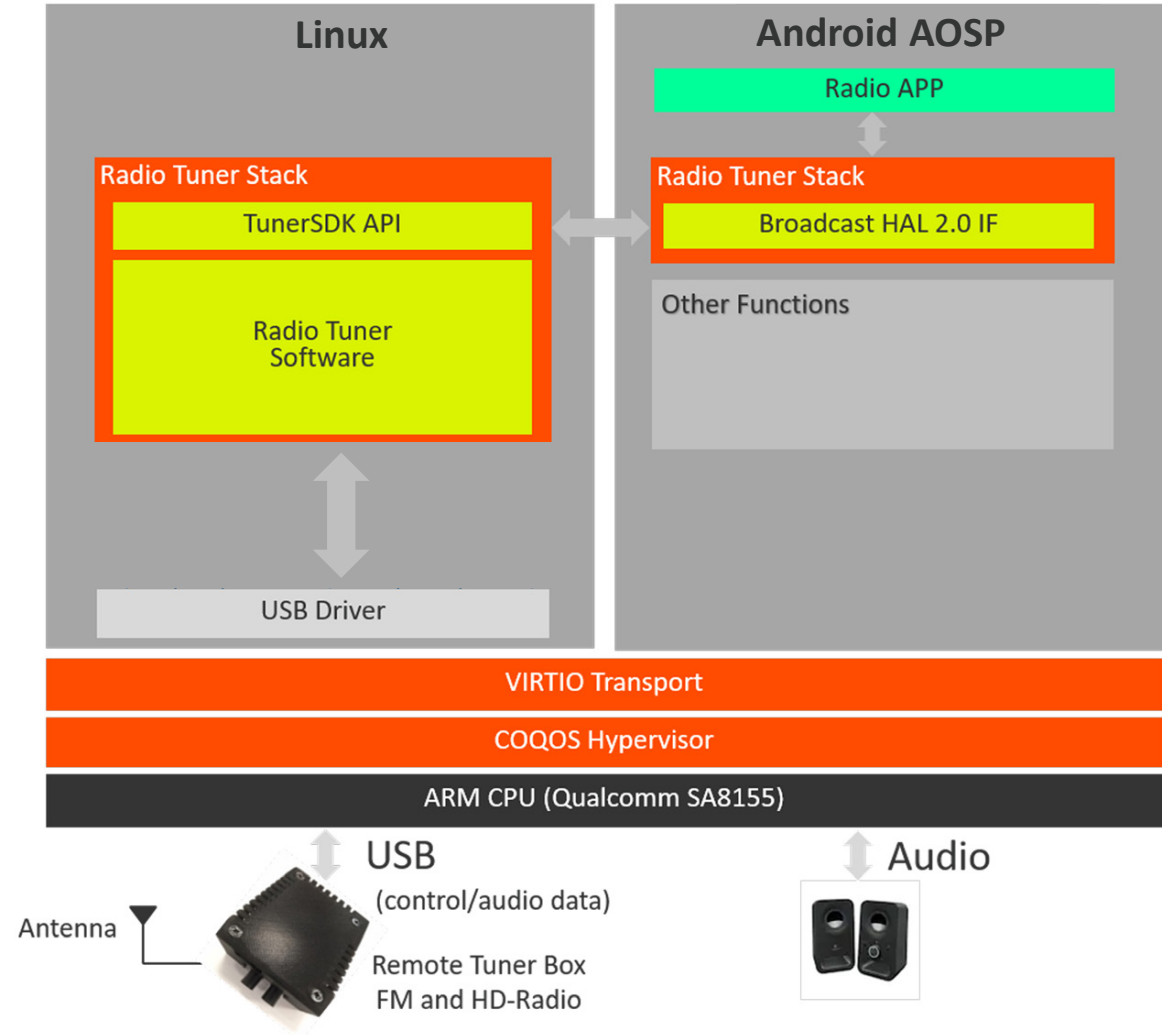 Linux
Android AOSP
Radio APP
Radio Tuner Stack
Radio Tuner Stack
TunerSDK API
Broadcast HAL 2.0 IF
Radio Tuner
Software
Other Functions
USB Driver
VIRTIO Transport
COQOS Hypervisor
ARM CPU (Qualcomm SA8155)
USB
Audio
(control/audio data)
Antenna
Remote Tuner Box
FM and HD-Radio